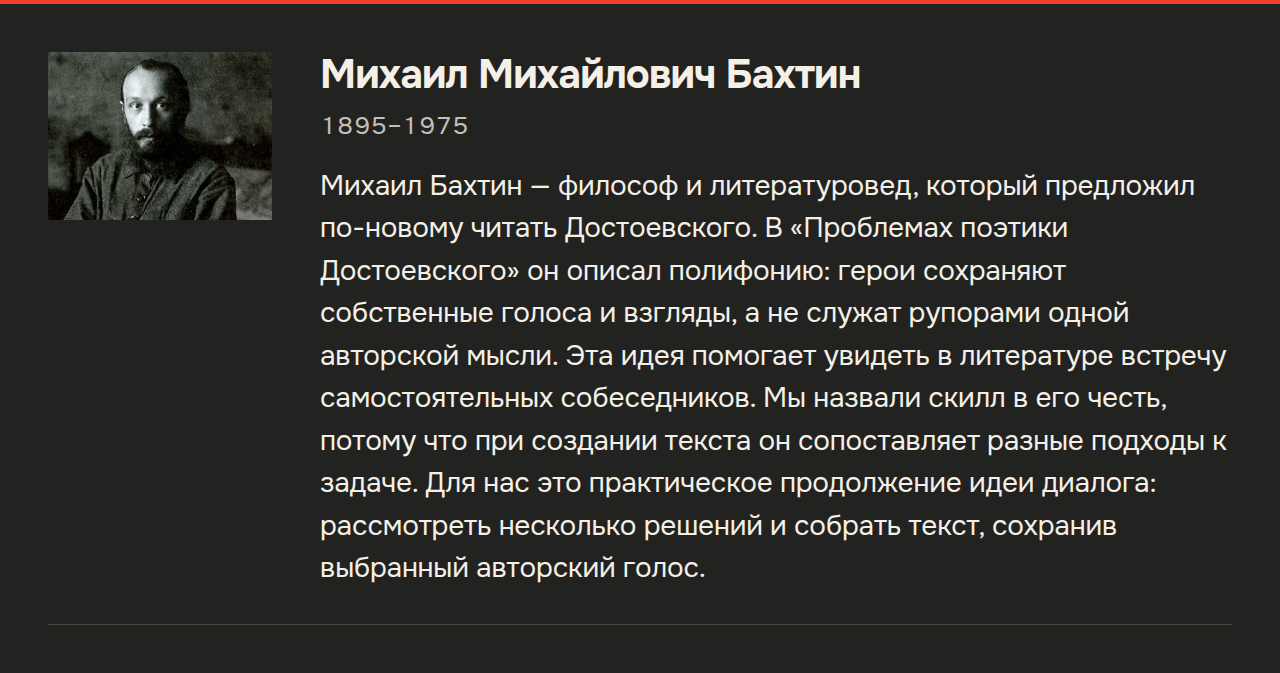 Михаил Михайлович Бахтин
1895–1975
Михаил Бахтин — философ и литературовед, который предложил
по-новому читать Достоевского. В «Проблемах поэтики
Достоевского» он описал полифонию: герои сохраняют
собственные голоса и взгляды, а не служат рупорами одной
авторской мысли. Эта идея помогает увидеть в литературе встречу
самостоятельных собеседников. Мы назвали скилл в его честь,
потому что при создании текста он сопоставляет разные подходы к
задаче. Для нас это практическое продолжение идеи диалога:
рассмотреть несколько решений и собрать текст, сохранив
выбранный авторский голос.